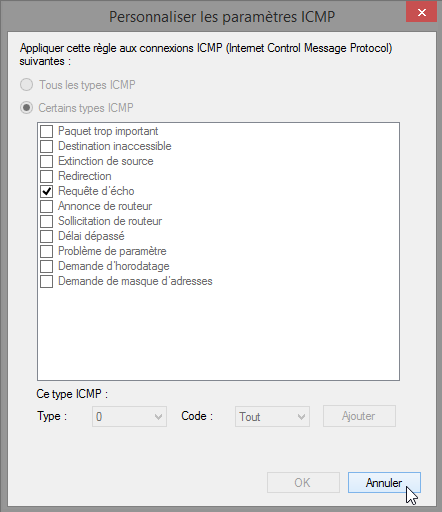 Personnaliser les paramètres ICMP
Appliquer cette règle aux connexions ICMP (Internet Control Message Protocol)
suivantes :
Tous les types ICMP
Certains types ICMP
Paquet trop important
Destination inaccessible
Extinction de source
Redirection
Requête d'écho
Annonce de routeur
Sollicitation de routeur
Délai dépassé
Problème de paramètre
Demande d'horodatage
Demande de masque d'adresses
Ce type ICMP :
Type : 0 Code : Tout Ajouter
OK Annuler